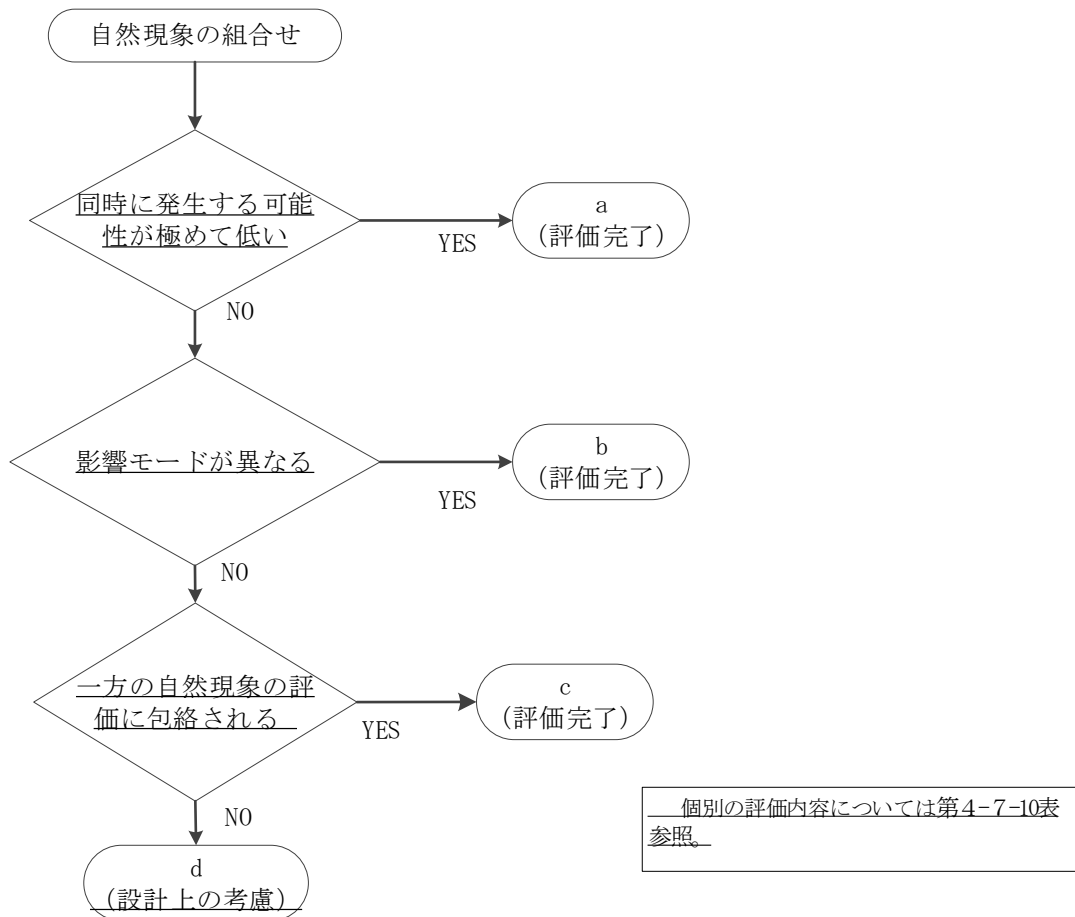 自然現象の組合せ
同時に発生する可能
性が極めて低い
YES
a
(評価完了)
NO
影響モードが異なる
YES
b
(評価完了)
NO
一方の自然現象の評
価に包絡される
YES
c
(評価完了)
NO
d
(設計上の考慮)
個別の評価内容については第4-7-10表
参照。